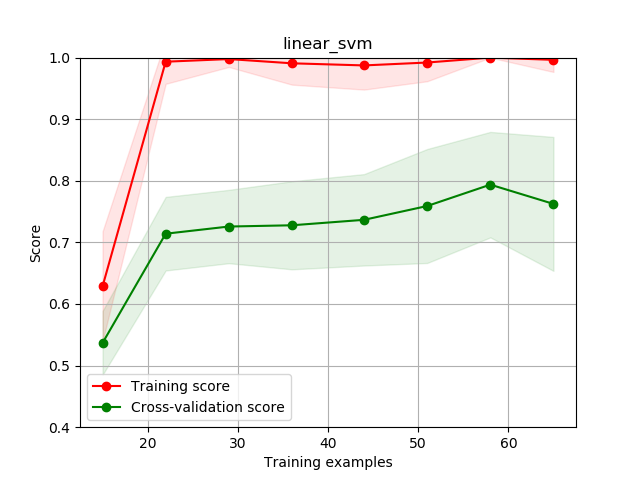 linear_svm
1.0
0.9
0.8
0.7
0.6
0.5
0.4
Score
Training score
Cross-validation score
20 30 40 50 60
Training examples